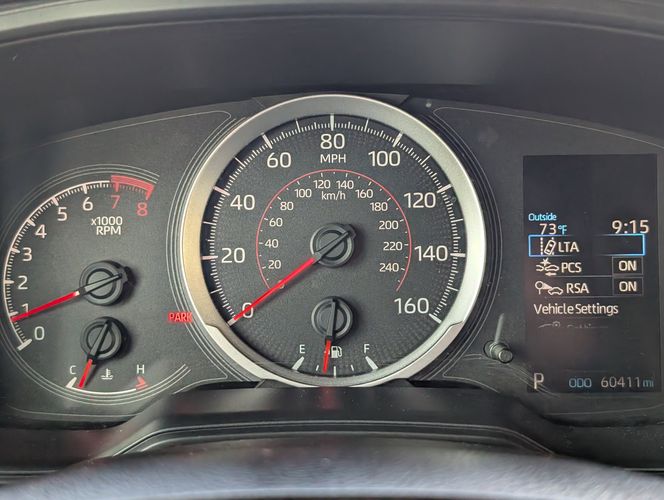 0
1
2
3
4
5
6
7
8
x1000
RPM
C
H
PARK
0
20
40
60
80
100
120
140
160
MPH
0
20
40
60
80
100
120
140
160
180
200
220
240
km/h
E
F
Outside
73°F
9:15
LTA
PCS ON
RSA ON
Vehicle Settings
P
ODO 60411 mi